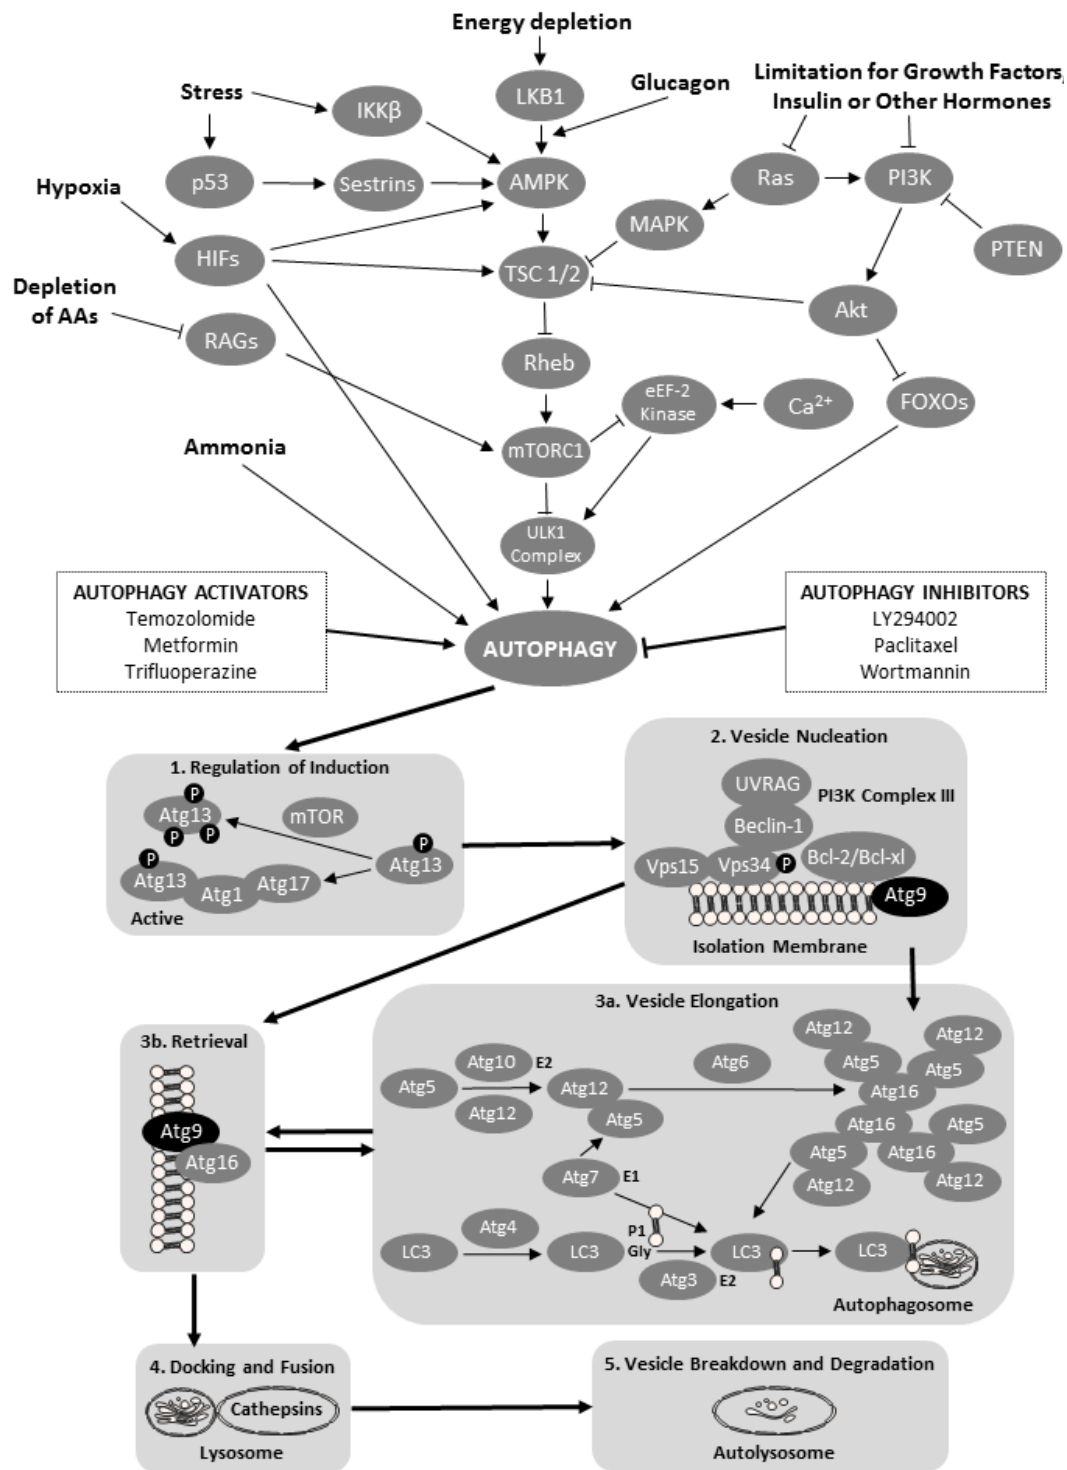 Energy depletion
Limitation for Growth Factors,
Insulin or Other Hormones
Glucagon
Stress
IKKβ
LKB1
p53
Sestrins
AMPK
Ras
PI3K
Hypoxia
MAPK
HIFs
TSC 1/2
PTEN
Depletion
of AAs
Akt
RAGs
Rheb
eEF-2
Kinase
Ca²⁺
FOXOs
Ammonia
mTORC1
ULK1
Complex
AUTOPHAGY ACTIVATORS
Temozolomide
Metformin
Trifluoperazine
AUTOPHAGY
AUTOPHAGY INHIBITORS
LY294002
Paclitaxel
Wortmannin
1. Regulation of Induction
P
Atg13
P
P
mTOR
P
Atg13
P
Atg13
Atg1
Atg17
Active
2. Vesicle Nucleation
UVRAG
PI3K Complex III
Beclin-1
Vps15
Vps34
P
Bcl-2/Bcl-xl
Atg9
Isolation Membrane
3b. Retrieval
Atg9
Atg16
3a. Vesicle Elongation
Atg5
Atg10
E2
Atg12
Atg12
Atg5
Atg6
Atg12
Atg5
Atg12
Atg5
Atg16
Atg16
Atg5
Atg5
Atg16
Atg12
Atg12
Atg7
E1
LC3
Atg4
LC3
P1
Gly
Atg3
E2
LC3
LC3
Autophagosome
4. Docking and Fusion
Cathepsins
Lysosome
5. Vesicle Breakdown and Degradation
Autolysosome